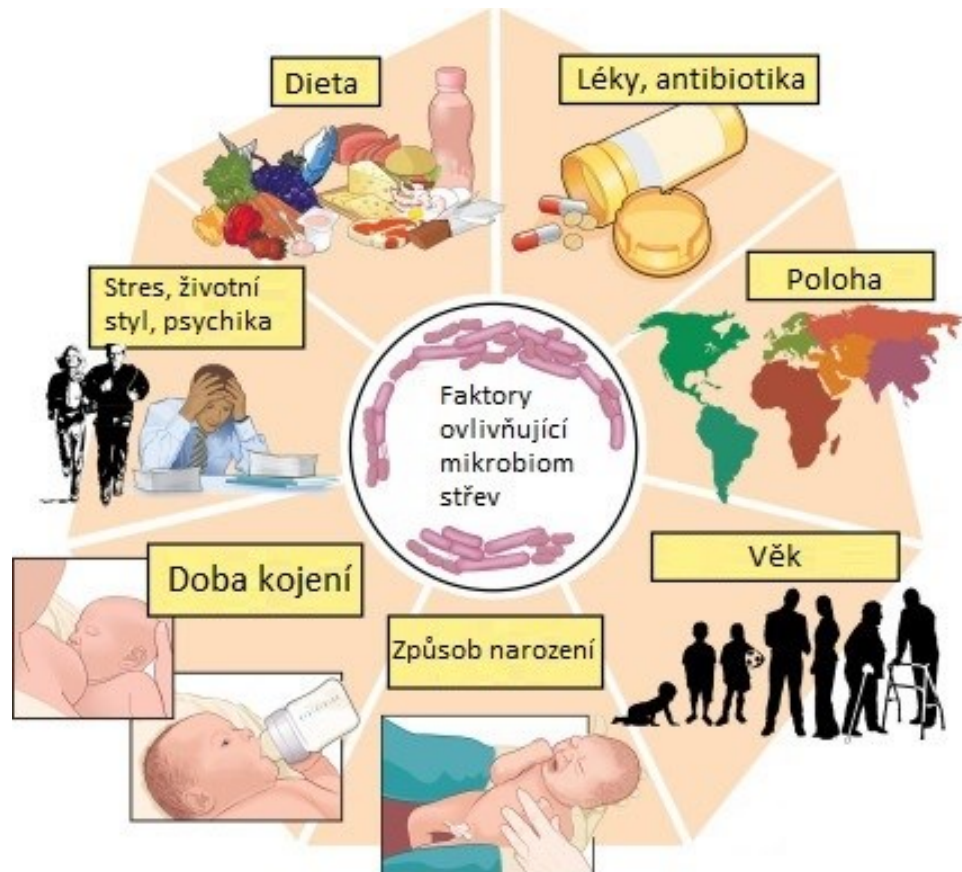 Dieta
Léky, antibiotika
Stres, životní
styl, psychika
Poloha
Faktory
ovlivňující
mikrobiom
střev
Doba kojení
Způsob narození
Věk